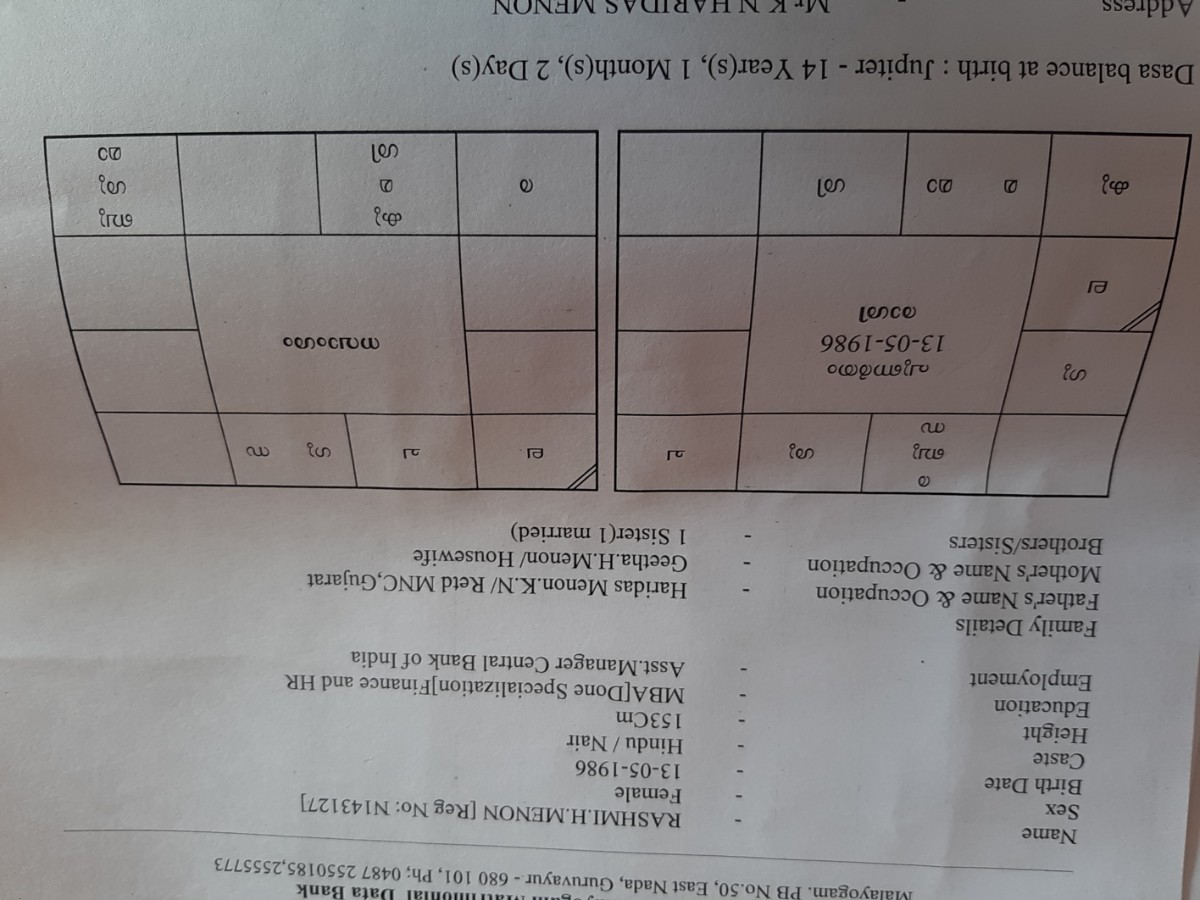 Matrimonial Data Bank
Malayogam. PB No.50, East Nada, Guruvayur - 680 101, Ph; 0487 2550185,2555773
Name - RASHMI.H.MENON [Reg No: N143127]
Sex - Female
Birth Date - 13-05-1986
Caste - Hindu / Nair
Height - 153Cm
Education - MBA[Done Specialization]Finance and HR
Employment - Asst.Manager Central Bank of India
Family Details
Father's Name & Occupation - Haridas Menon.K.N/ Retd MNC,Gujarat
Mother's Name & Occupation - Geetha.H.Menon/ Housewife
Brothers/Sisters - 1 Sister(1 married)
ര
ബു
സ
ശു
ച
ഗു
ല
പുണർതം
13-05-1986
രാശി
കു
മ മാ
ശി
ല
ച
ശു സ
നവാംശം
ര
കു
മ
ശി
ബു
ഗു
മാ
Dasa balance at birth : Jupiter - 14 Year(s), 1 Month(s), 2 Day(s)
Address - Mr K N HARIDAS MENON